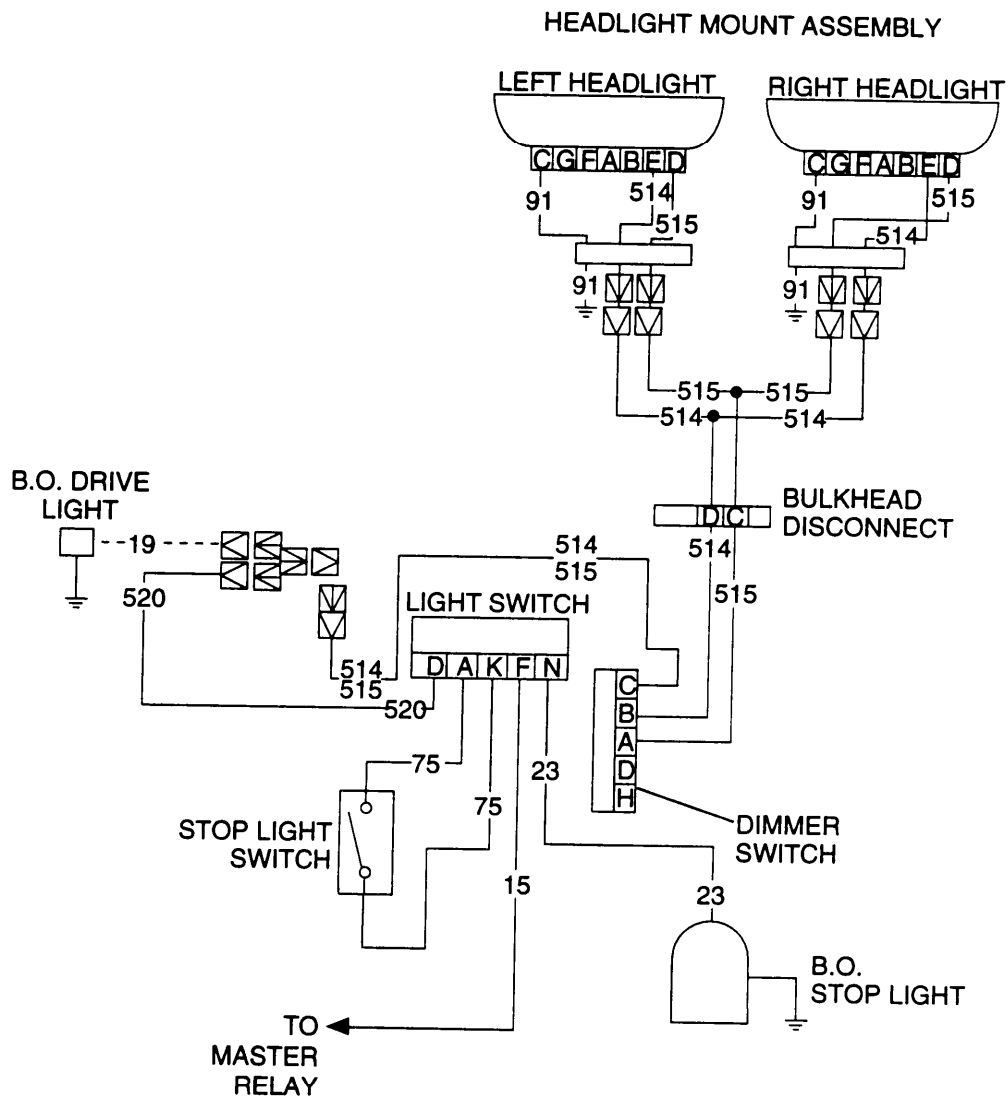 HEADLIGHT MOUNT ASSEMBLY
LEFT HEADLIGHT
RIGHT HEADLIGHT
C G F A B E D
C G F A B E D
91
514
515
91
515
514
91
91
515
515
514
514
B.O. DRIVE
LIGHT
19
520
BULKHEAD
DISCONNECT
D C
514
515
514
515
LIGHT SWITCH
D A K F N
514
515
520
C
B
A
D
H
75
23
75
STOP LIGHT
SWITCH
DIMMER
SWITCH
15
23
B.O.
STOP LIGHT
TO
MASTER
RELAY